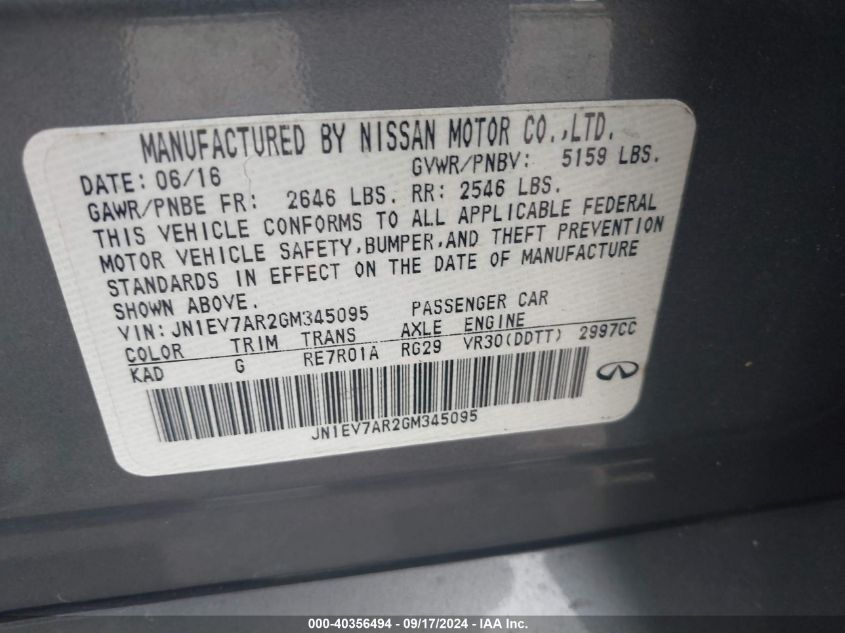 MANUFACTURED BY NISSAN MOTOR CO.,LTD.
DATE: 06/16 GVWR/PNBV: 5159 LBS.
GAWR/PNBE FR: 2646 LBS. RR: 2546 LBS.
THIS VEHICLE CONFORMS TO ALL APPLICABLE FEDERAL
MOTOR VEHICLE SAFETY,BUMPER,AND THEFT PREVENTION
STANDARDS IN EFFECT ON THE DATE OF MANUFACTURE
SHOWN ABOVE.
VIN: JN1EV7AR2GM345095 PASSENGER CAR
COLOR TRIM TRANS AXLE ENGINE
KAD G RE7R01A RG29 VR30(DDTT) 2997CC
JN1EV7AR2GM345095
000-40356494 - 09/17/2024 - IAA Inc.